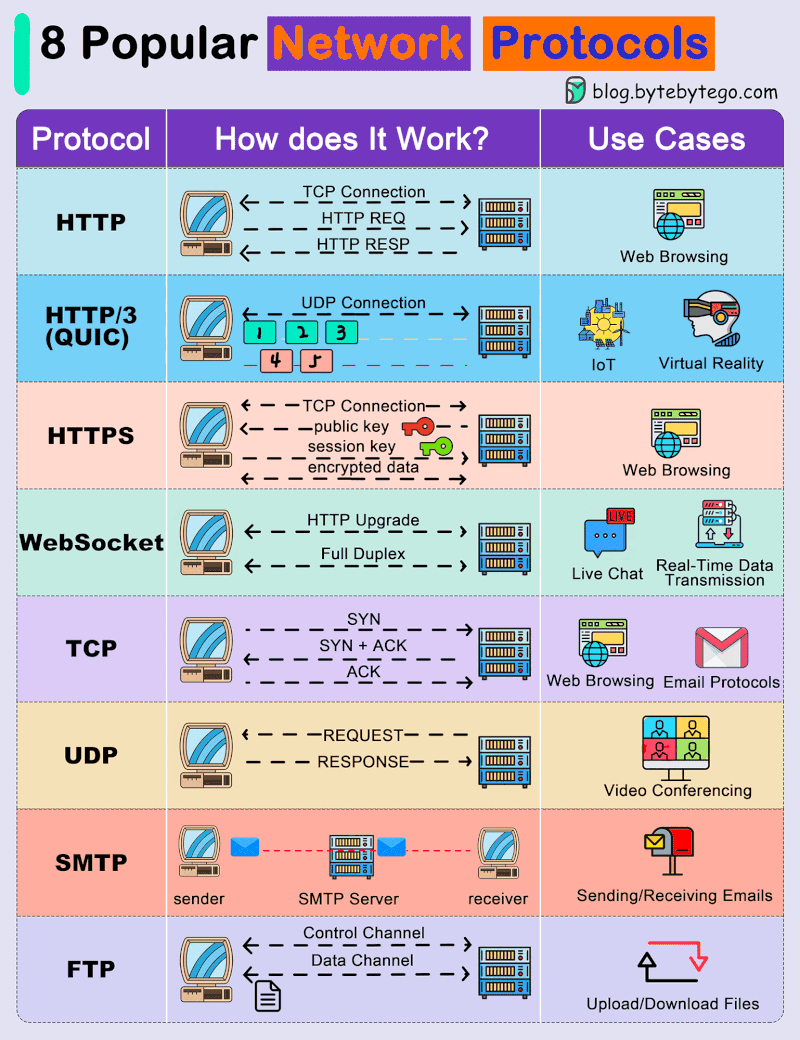 8 Popular Network Protocols
blog.bytebytego.com
Protocol
How does It Work?
Use Cases
HTTP
TCP Connection
HTTP REQ
HTTP RESP
Web Browsing
HTTP/3
(QUIC)
UDP Connection
1 2 3
4 5
IoT
Virtual Reality
HTTPS
TCP Connection
public key
session key
encrypted data
Web Browsing
WebSocket
HTTP Upgrade
Full Duplex
LIVE
Live Chat
Real-Time Data
Transmission
TCP
SYN
SYN + ACK
ACK
Web Browsing
Email Protocols
UDP
REQUEST
RESPONSE
Video Conferencing
SMTP
sender
SMTP Server
receiver
Sending/Receiving Emails
FTP
Control Channel
Data Channel
Upload/Download Files